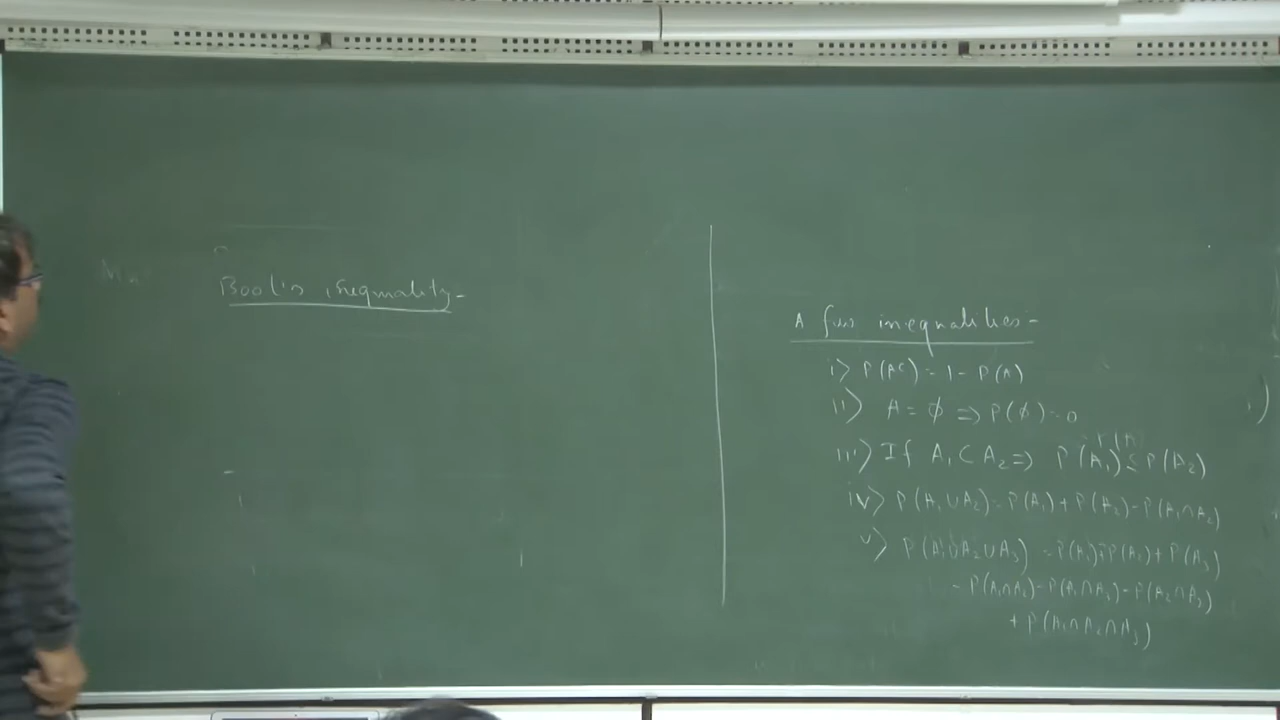 Bool's inequality-
A few inequalities:-
i> P(Aᶜ) = 1 - P(A)
ii> A = ϕ ⇒ P(ϕ) = 0
iii> If A₁ ⊂ A₂ ⇒ P(A₁) ≤ P(A₂)
iv> P(A₁ ∪ A₂) = P(A₁) + P(A₂) - P(A₁ ∩ A₂)
v> P(A₁ ∪ A₂ ∪ A₃) = P(A₁) + P(A₂) + P(A₃)
- P(A₁ ∩ A₂) - P(A₁ ∩ A₃) - P(A₂ ∩ A₃)
+ P(A₁ ∩ A₂ ∩ A₃)